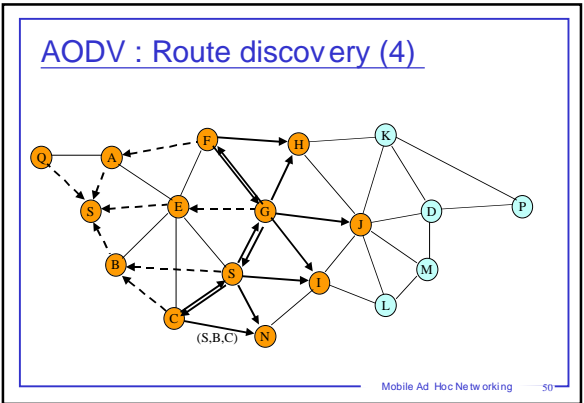 AODV : Route discovery (4)
K
F
H
Q
A
S
E
G
D
P
J
B
S
M
I
L
C
(S,B,C)
N
Mobile Ad Hoc Networking 50